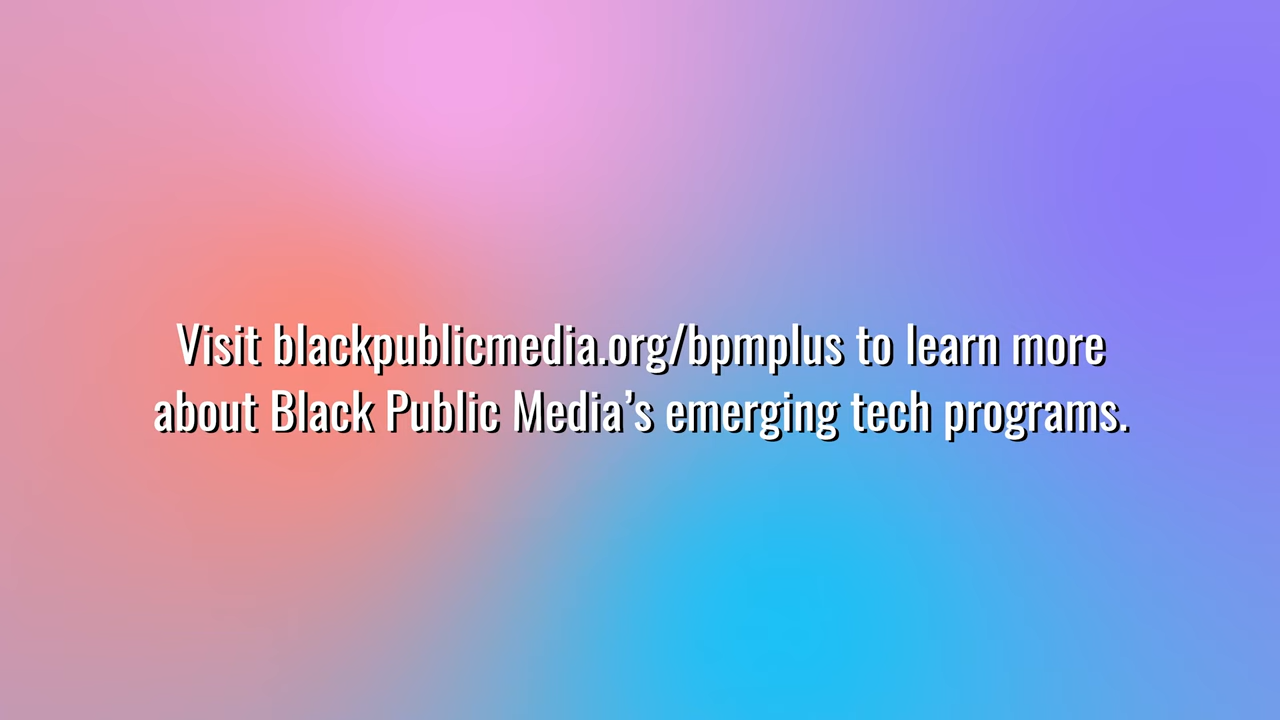 Visit blackpublicmedia.org/bpmplus to learn more
about Black Public Media’s emerging tech programs.